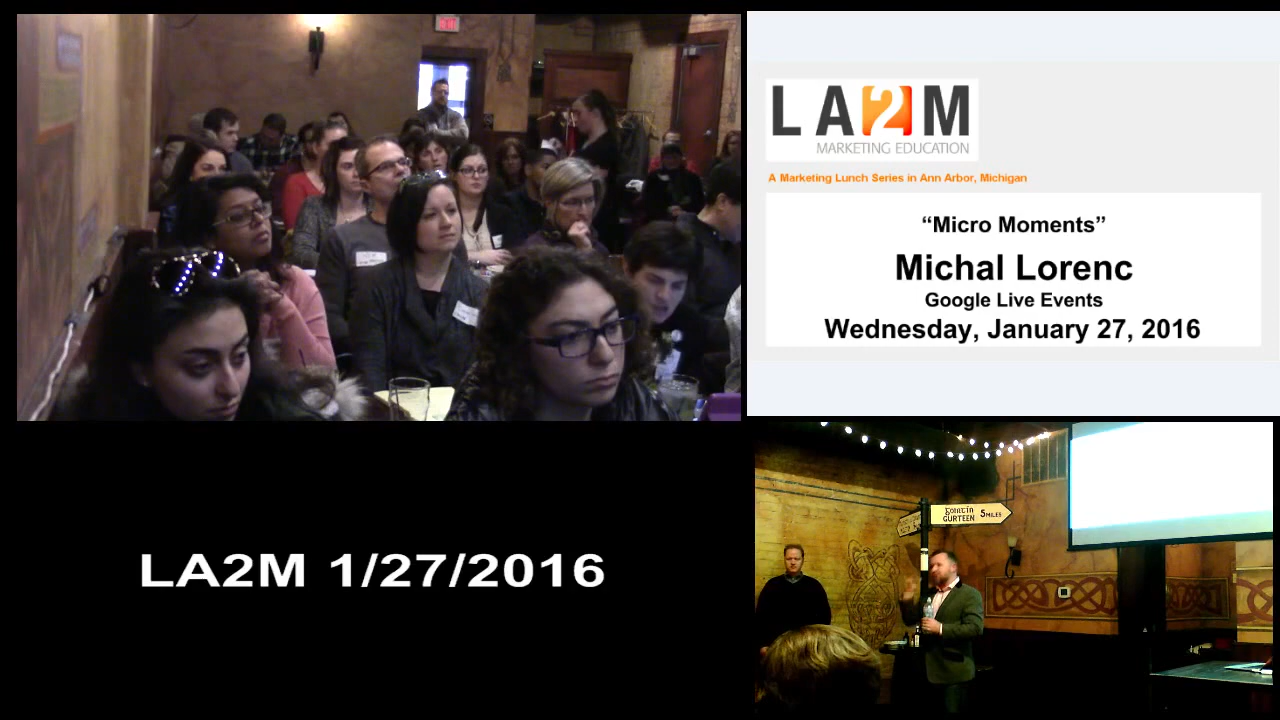 LA2M
MARKETING EDUCATION
A Marketing Lunch Series in Ann Arbor, Michigan
“Micro Moments”
Michal Lorenc
Google Live Events
Wednesday, January 27, 2016
LA2M 1/27/2016
GURTEEN 5 MILES